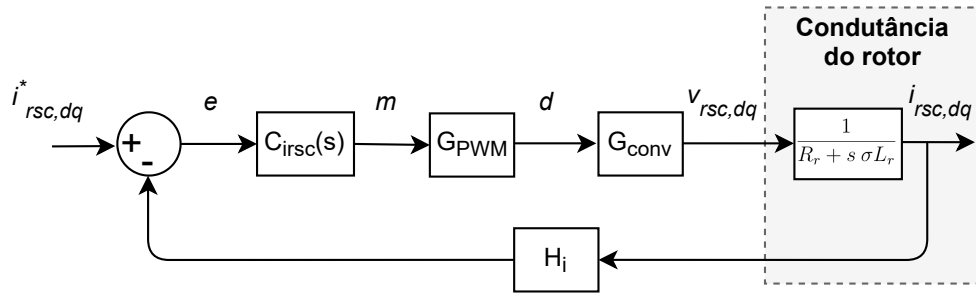 Condutância
do rotor
i*rsc,dq
e
m
d
vrsc,dq
irsc,dq
+
-
Cirsc(s)
GPWM
Gconv
1
Rr + s σLr
Hi